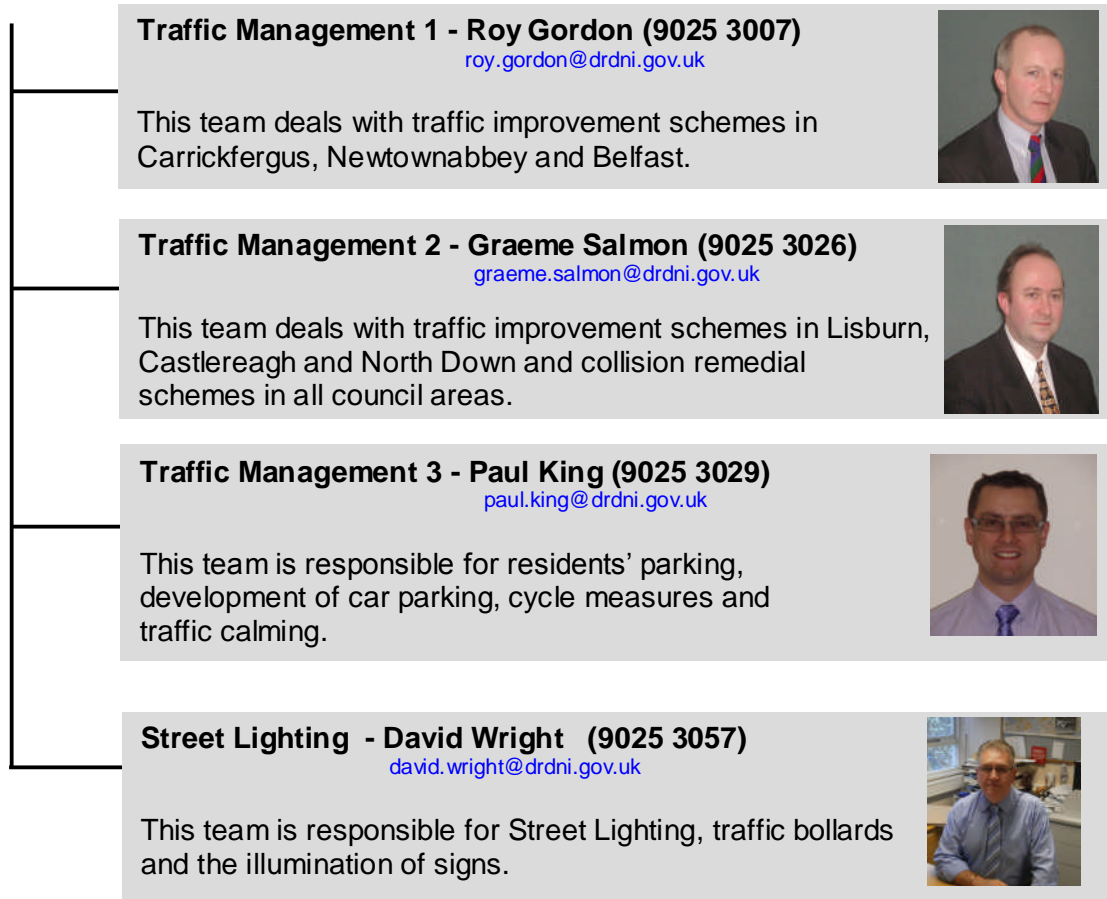 Traffic Management 1 - Roy Gordon (9025 3007)
roy.gordon@drdni.gov.uk
This team deals with traffic improvement schemes in
Carrickfergus, Newtownabbey and Belfast.
Traffic Management 2 - Graeme Salmon (9025 3026)
graeme.salmon@drdni.gov.uk
This team deals with traffic improvement schemes in Lisburn,
Castlereagh and North Down and collision remedial
schemes in all council areas.
Traffic Management 3 - Paul King (9025 3029)
paul.king@drdni.gov.uk
This team is responsible for residents’ parking,
development of car parking, cycle measures and
traffic calming.
Street Lighting - David Wright (9025 3057)
david.wright@drdni.gov.uk
This team is responsible for Street Lighting, traffic bollards
and the illumination of signs.